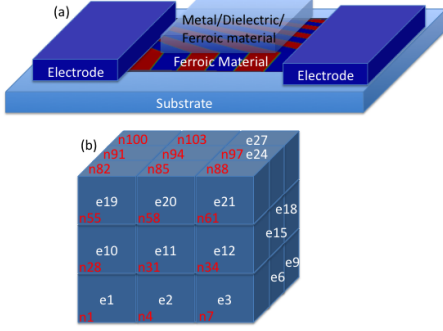 (a)
Metal/Dielectric/
Ferroic material
Ferroic Material
Electrode
Electrode
Substrate
(b)
n100 n103 e27
n91 n94 n97 e24
n82 n85 n88
e19 e20 e21 e18
n55 n58 n61 e15
e10 e11 e12 e9
n28 n31 n34 e6
e1 e2 e3
n1 n4 n7